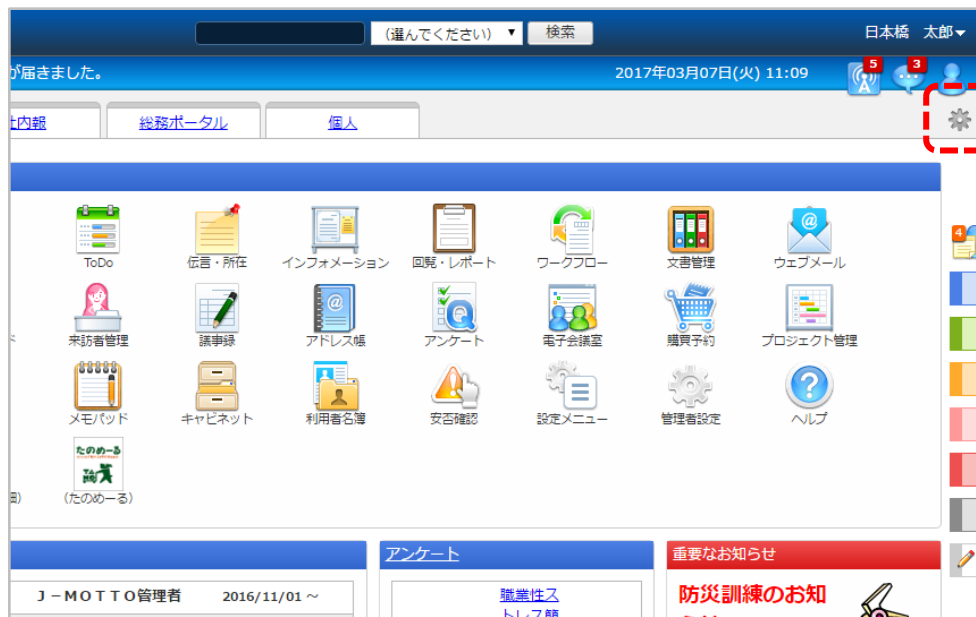 (選んでください) ▼ 検索 日本橋 太郎▼
が届きました。 2017年03月07日(火) 11:09 5 3
社内報 総務ポータル 個人
ToDo 伝言・所在 インフォメーション 回覧・レポート ワークフロー 文書管理 ウェブメール
4
来訪者管理 議事録 アドレス帳 アンケート 電子会議室 購買予約 プロジェクト管理
メモパッド キャビネット 利用者名簿 安否確認 設定メニュー 管理者設定 ヘルプ
たのめーる
(たのめーる)
アンケート 重要なお知らせ
J-MOTTO管理者 2016/11/01~ 職業性ス 防災訓練のお知
トレス簡